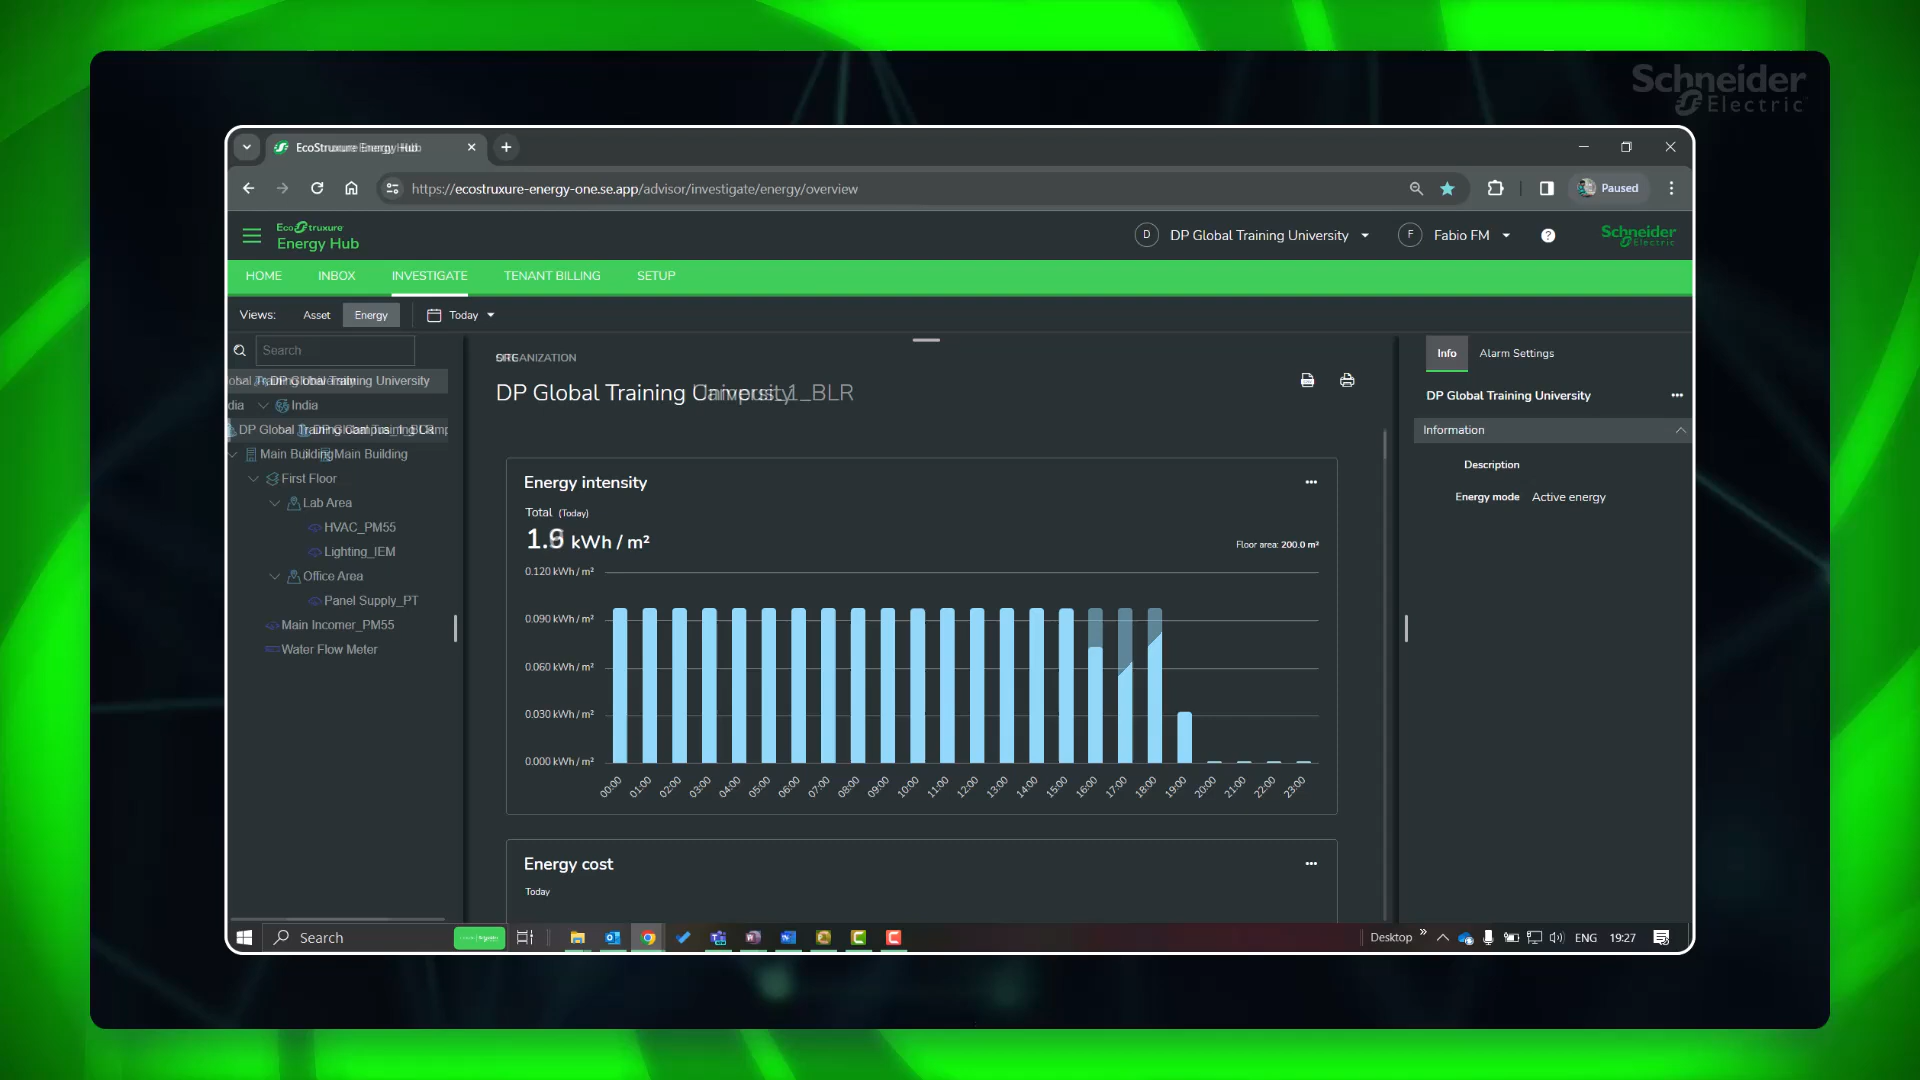 Schneider
Electric
EcoStruxure Energy Hub
https://ecostruxure-energy-one.se.app/advisor/investigate/energy/overview
Paused
EcoStruxure
Energy Hub
D DP Global Training University
F Fabio FM
?
Schneider
Electric
HOME INBOX INVESTIGATE TENANT BILLING SETUP
Views: Asset Energy Today
Search
DP Global Training University
India
Main Building
Main Building
First Floor
Lab Area
HVAC_PM55
Lighting_IEM
Office Area
Panel Supply_PT
Main Incomer_PM55
Water Flow Meter
ORGANIZATION
DP Global Training
Energy intensity
Total (Today)
kWh / m²
Floor area: 200.0 m²
0.120 kWh / m²
0.090 kWh / m²
0.060 kWh / m²
0.030 kWh / m²
0.000 kWh / m²
00:00 01:00 02:00 03:00 04:00 05:00 06:00 07:00 08:00 09:00 10:00 11:00 12:00 13:00 14:00 15:00 16:00 17:00 18:00 19:00 20:00 21:00 22:00 23:00
Energy cost
Today
Info Alarm Settings
DP Global Training University
Information
Description
Energy mode Active energy
Search
Desktop
ENG 19:27